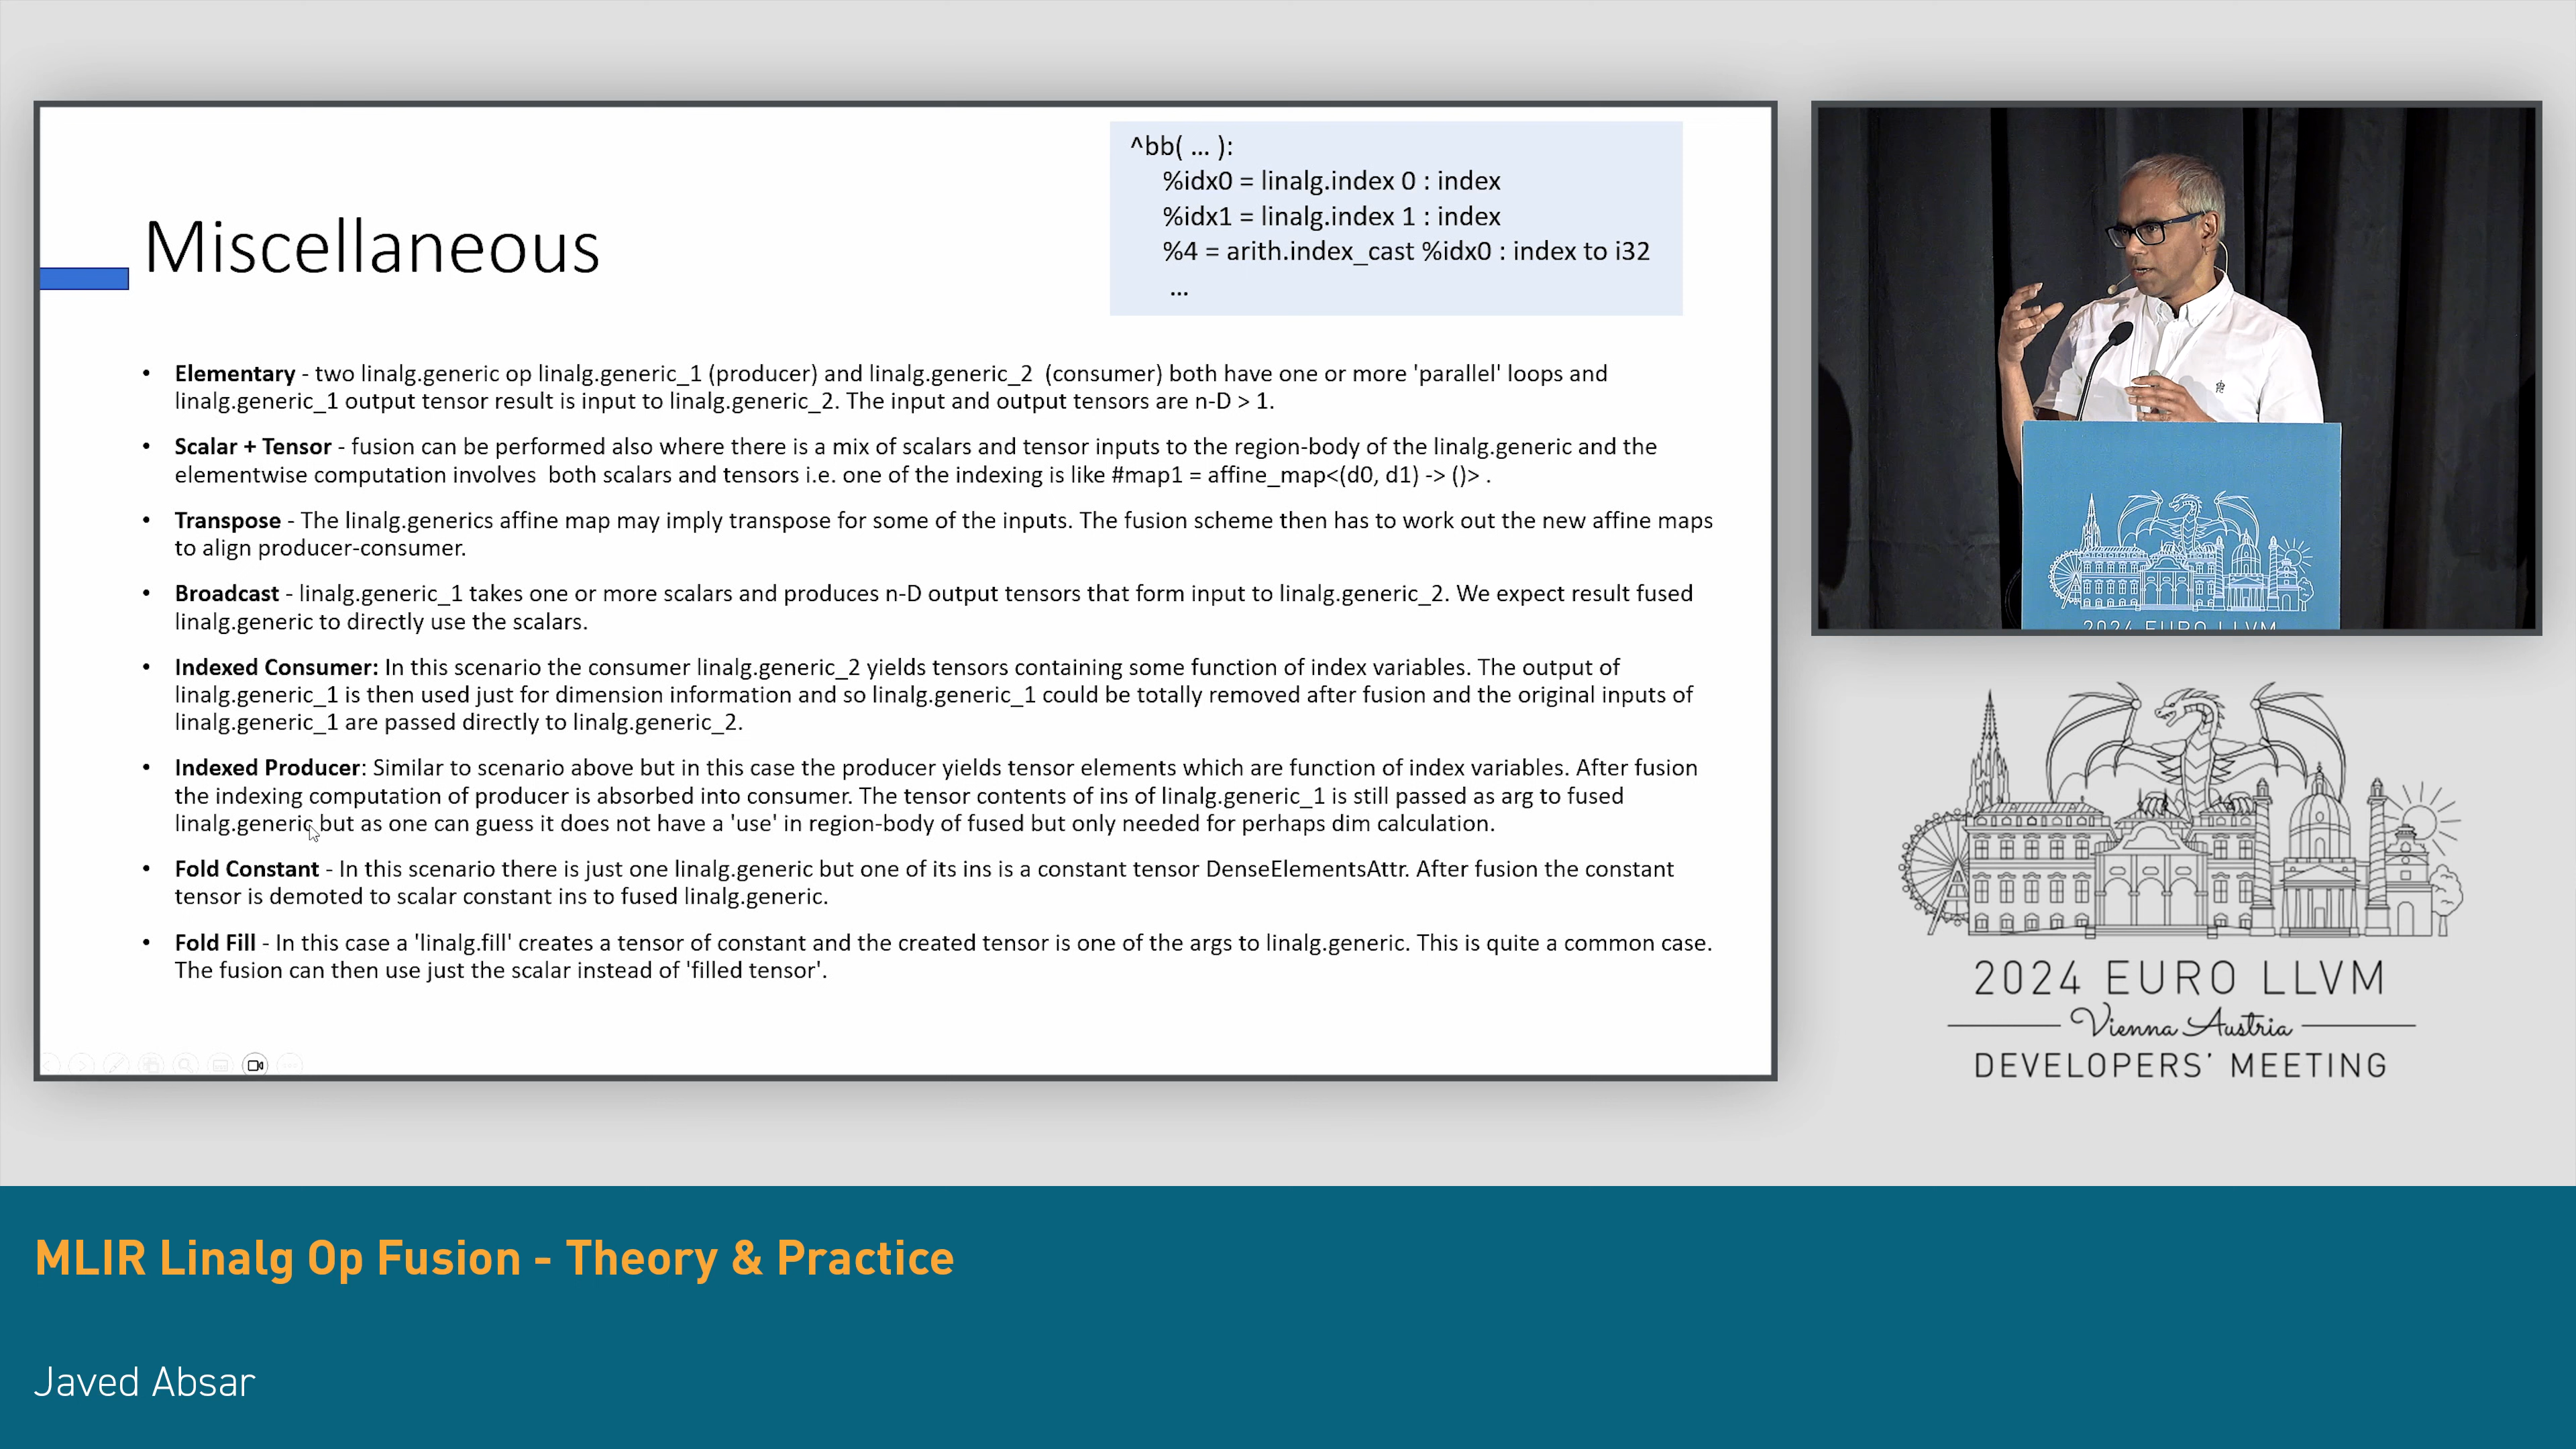 ^bb( ... ):
%idx0 = linalg.index 0 : index
%idx1 = linalg.index 1 : index
%4 = arith.index_cast %idx0 : index to i32
...
Miscellaneous
• Elementary - two linalg.generic op linalg.generic_1 (producer) and linalg.generic_2 (consumer) both have one or more 'parallel' loops and
linalg.generic_1 output tensor result is input to linalg.generic_2. The input and output tensors are n-D > 1.
• Scalar + Tensor - fusion can be performed also where there is a mix of scalars and tensor inputs to the region-body of the linalg.generic and the
elementwise computation involves both scalars and tensors i.e. one of the indexing is like #map1 = affine_map<(d0, d1) -> ()> .
• Transpose - The linalg.generics affine map may imply transpose for some of the inputs. The fusion scheme then has to work out the new affine maps
to align producer-consumer.
• Broadcast - linalg.generic_1 takes one or more scalars and produces n-D output tensors that form input to linalg.generic_2. We expect result fused
linalg.generic to directly use the scalars.
• Indexed Consumer: In this scenario the consumer linalg.generic_2 yields tensors containing some function of index variables. The output of
linalg.generic_1 is then used just for dimension information and so linalg.generic_1 could be totally removed after fusion and the original inputs of
linalg.generic_1 are passed directly to linalg.generic_2.
• Indexed Producer: Similar to scenario above but in this case the producer yields tensor elements which are function of index variables. After fusion
the indexing computation of producer is absorbed into consumer. The tensor contents of ins of linalg.generic_1 is still passed as arg to fused
linalg.generic but as one can guess it does not have a 'use' in region-body of fused but only needed for perhaps dim calculation.
• Fold Constant - In this scenario there is just one linalg.generic but one of its ins is a constant tensor DenseElementsAttr. After fusion the constant
tensor is demoted to scalar constant ins to fused linalg.generic.
• Fold Fill - In this case a 'linalg.fill' creates a tensor of constant and the created tensor is one of the args to linalg.generic. This is quite a common case.
The fusion can then use just the scalar instead of 'filled tensor'.
2024 EURO LLVM
2024 EURO LLVM
Vienna Austria
DEVELOPERS' MEETING
MLIR Linalg Op Fusion - Theory & Practice
Javed Absar